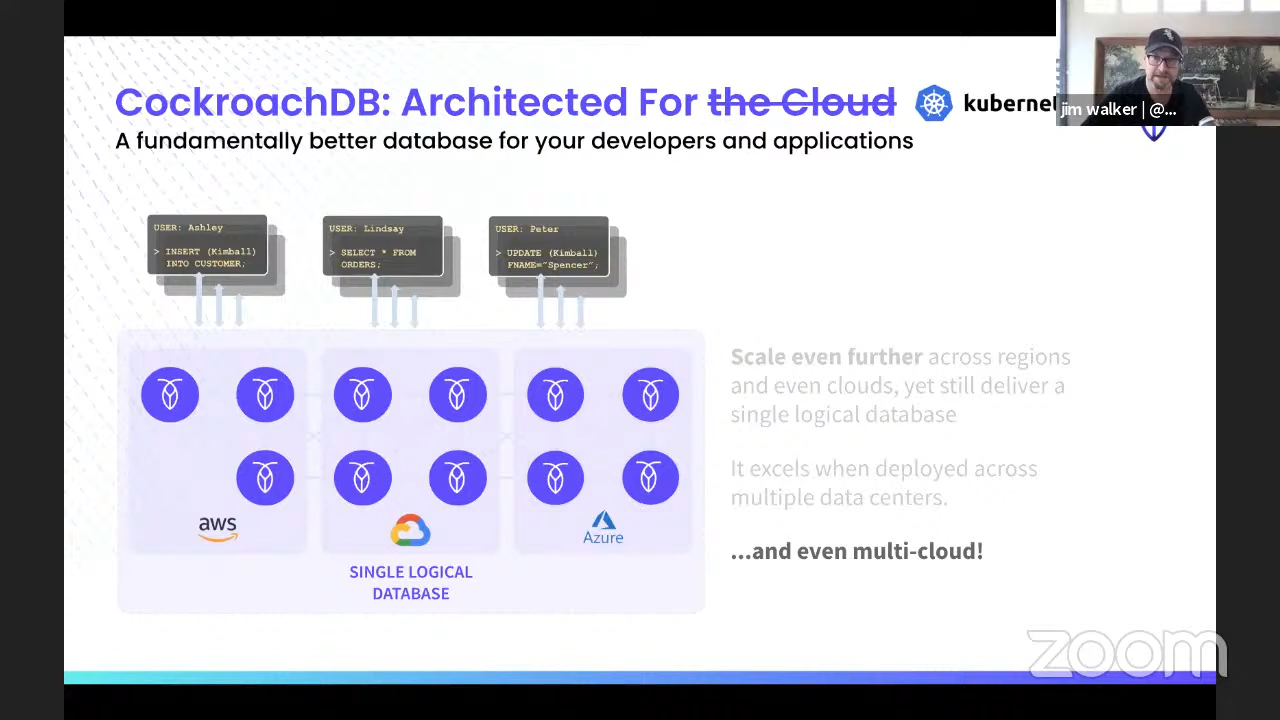 CockroachDB: Architected For the Cloud
jim walker | @...
A fundamentally better database for your developers and applications
USER: Ashley
> INSERT (Kimball)
INTO CUSTOMER;
USER: Lindsay
> SELECT * FROM
ORDERS;
USER: Peter
> UPDATE (Kimball)
FNAME="Spencer";
Scale even further across regions
and even clouds, yet still deliver a
single logical database
It excels when deployed across
multiple data centers.
...and even multi-cloud!
aws
Azure
SINGLE LOGICAL
DATABASE
zoom